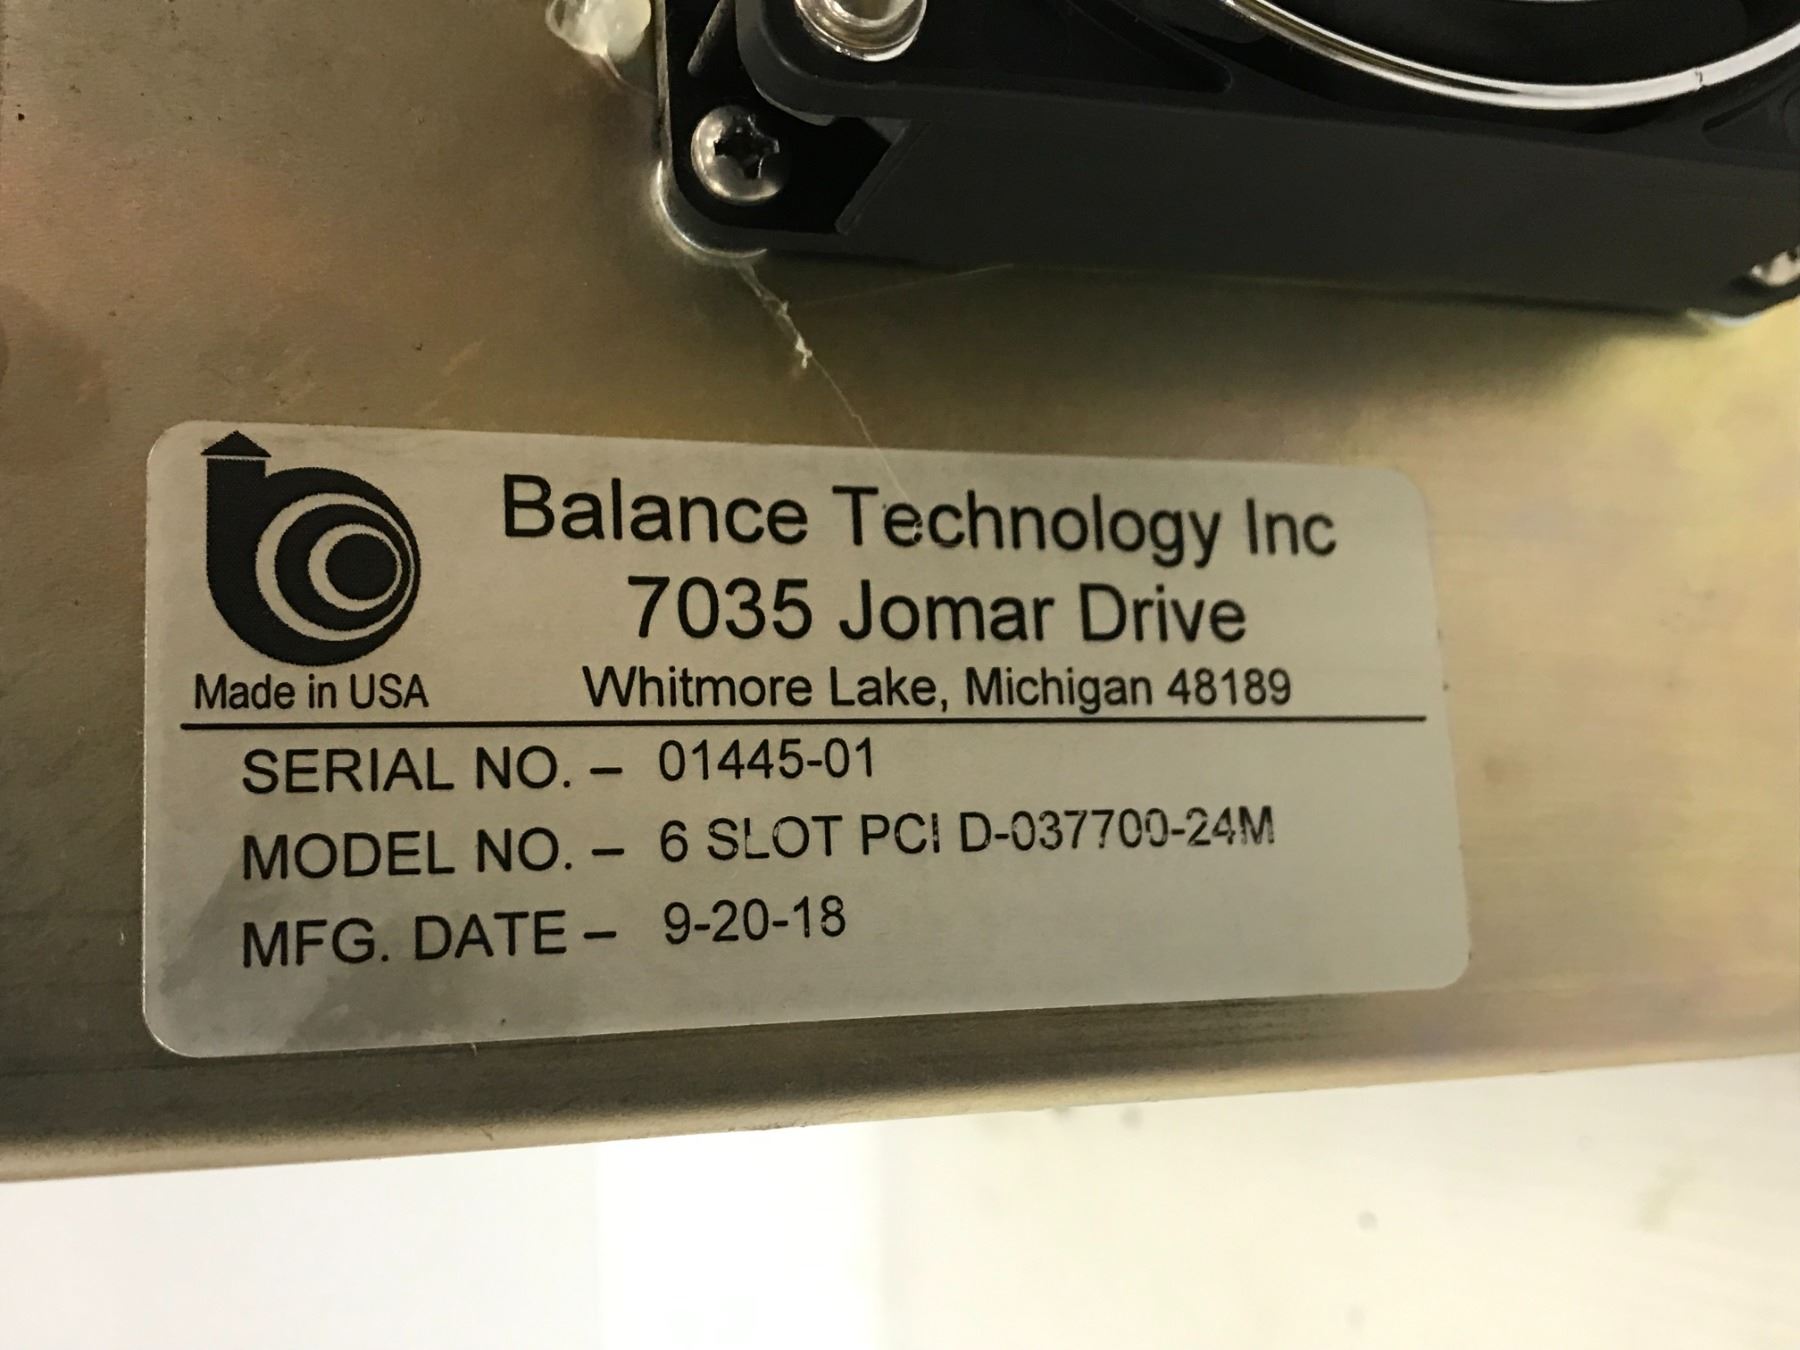 Balance Technology Inc
7035 Jomar Drive
Whitmore Lake, Michigan 48189
Made in USA
SERIAL NO. – 01445-01
MODEL NO. – 6 SLOT PCI D-037700-24M
MFG. DATE – 9-20-18